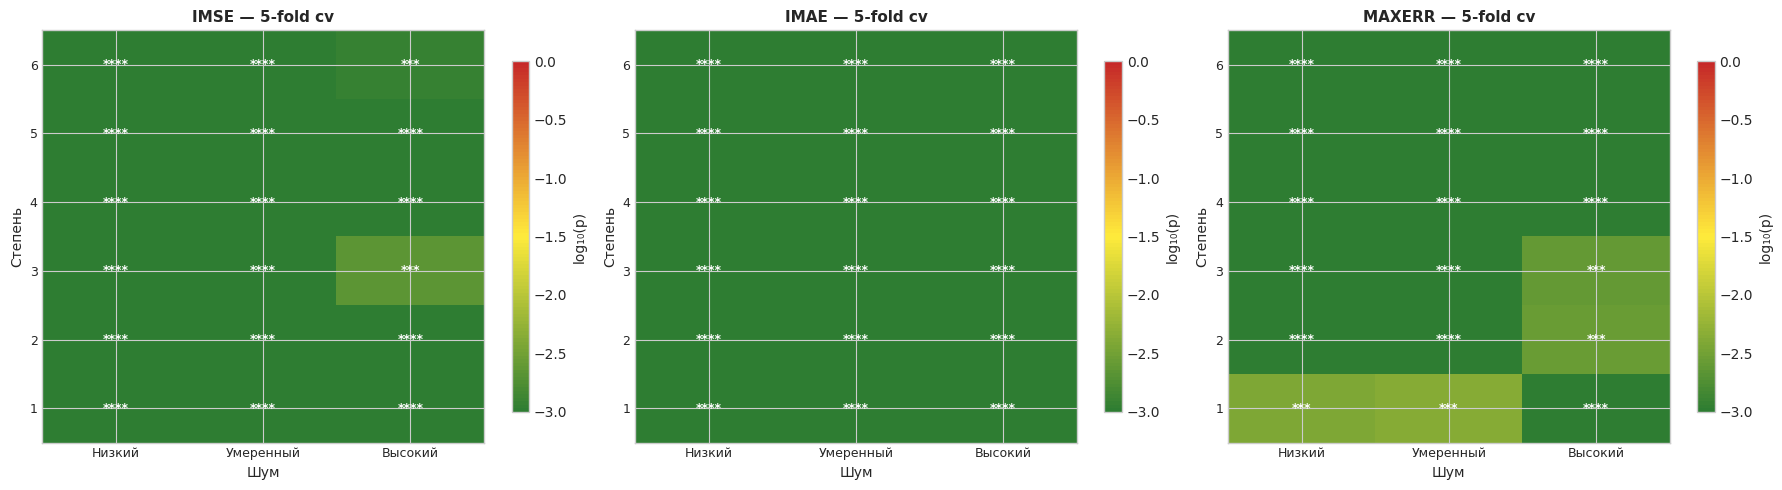 IMSE — 5-fold cv
6 **** **** ***
5 **** **** ****
4 **** **** ****
3 **** **** ***
2 **** **** ****
1 **** **** ****
Степень
Низкий Умеренный Высокий
Шум
0.0
−0.5
−1.0
−1.5
−2.0
−2.5
−3.0
log₁₀(p)
IMAE — 5-fold cv
6 **** **** ****
5 **** **** ****
4 **** **** ****
3 **** **** ****
2 **** **** ****
1 **** **** ****
Степень
Низкий Умеренный Высокий
Шум
0.0
−0.5
−1.0
−1.5
−2.0
−2.5
−3.0
log₁₀(p)
MAXERR — 5-fold cv
6 **** **** ****
5 **** **** ****
4 **** **** ****
3 **** **** ***
2 **** **** ***
1 *** *** ****
Степень
Низкий Умеренный Высокий
Шум
0.0
−0.5
−1.0
−1.5
−2.0
−2.5
−3.0
log₁₀(p)